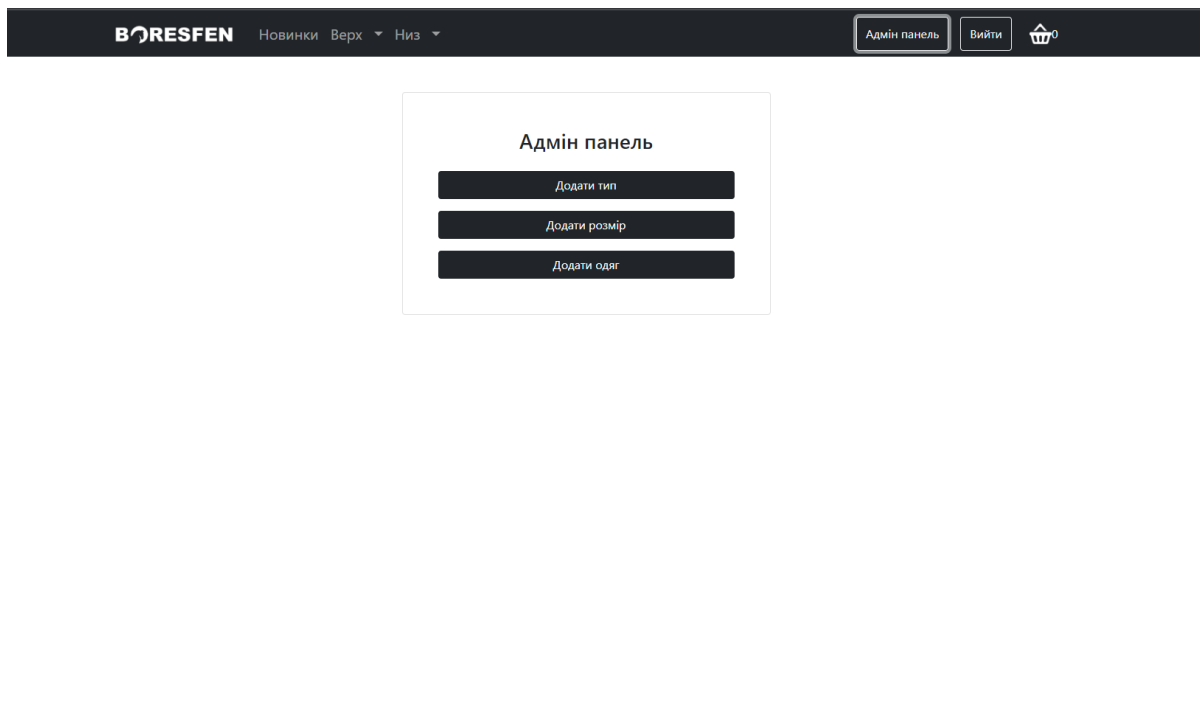 BORESFEN Новинки Верх Низ Адмін панель Вийти 0
Адмін панель
Додати тип
Додати розмір
Додати одяг